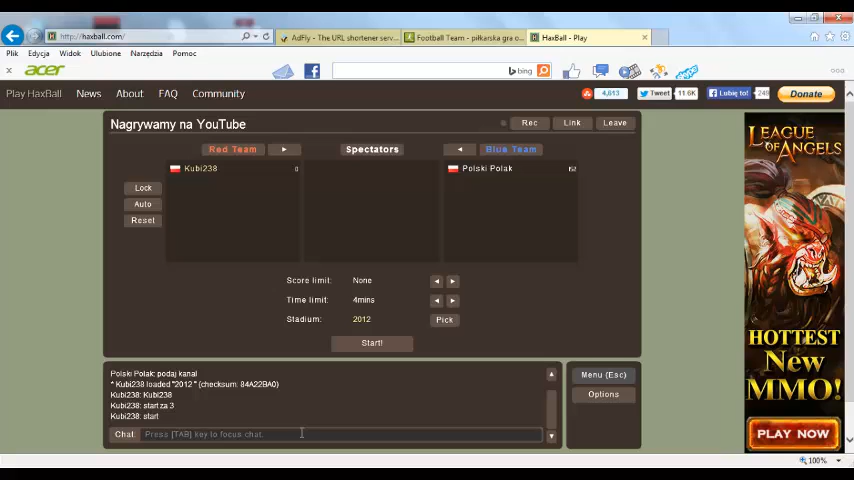 http://haxball.com/
AdFly - The URL shortener serv...
Football Team - piłkarska gra o...
HaxBall - Play
Plik Edycja Widok Ulubione Narzędzia Pomoc
acer
bing
Play HaxBall News About FAQ Community
4,613
Tweet 11.6K
Lubię to!
Donate
Nagrywamy na YouTube
Rec Link Leave
Red Team Spectators Blue Team
Kubi238 0
Polski Polak
Lock
Auto
Reset
Score limit: None
Time limit: 4mins
Stadium: 2012 Pick
Start!
Polski Polak: podaj kanal
* Kubi238 loaded "2012 " (checksum: 84A22BA0)
Kubi238: Kubi238
Kubi238: start za 3
Kubi238: start
Chat: Press [TAB] key to focus chat.
Menu (Esc)
Options
LEAGUE
OF ANGELS
HOTTEST
New
MMO!
PLAY NOW
100%